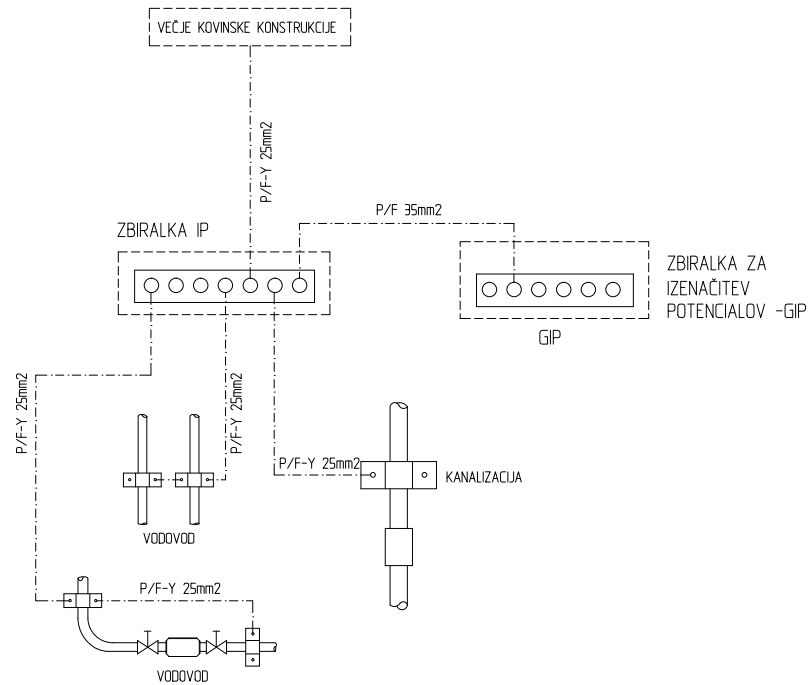 VEČJE KOVINSKE KONSTRUKCIJE
P/F-Y 25mm2
P/F 35mm2
ZBIRALKA IP
ZBIRALKA ZA
IZENAČITEV
POTENCIALOV -GIP
GIP
P/F-Y 25mm2
P/F-Y 25mm2
P/F-Y 25mm2
KANALIZACIJA
VODOVOD
P/F-Y 25mm2
VODOVOD